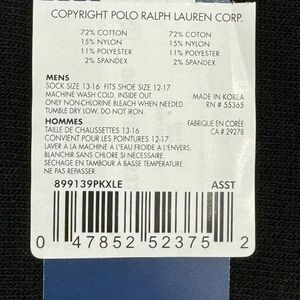 COPYRIGHT POLO RALPH LAUREN CORP.
72% COTTON 72% COTTON
15% NYLON 15% NYLON
11% POLYESTER 11% POLYESTER
2% SPANDEX 2% SPANDEX
MENS
SOCK SIZE 13-16 FITS SHOE SIZE 12-17
MACHINE WASH COLD, INSIDE OUT MADE IN KOREA
ONLY NON-CHLORINE BLEACH WHEN NEEDED. RN # 55365
TUMBLE DRY LOW. DO NOT IRON.
HOMMES FABRIQUÉ EN CORÉE
TAILLE DE CHAUSSETTES 13-16 CA # 29278
CONVIENT POUR LES POINTURES 12-17
LAVER A LA MACHINE A L'EAU FROIDE A L'ENVERS.
BLANCHIR SANS CHLORE SI NÉCESSAIRE.
SÉCHAGE EN TAMBOUR A BASSE TEMPÉRATURE
NE PAS REPASSER.
899139PKXLE ASST
0 47852 52375 2